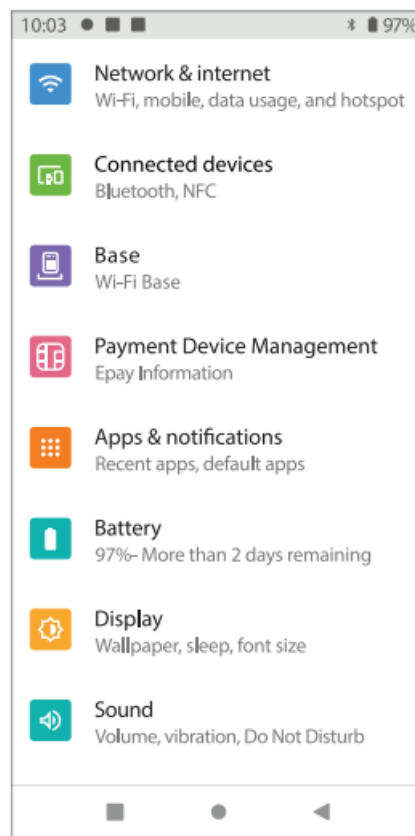 10:03 97%
Network & internet
Wi-Fi, mobile, data usage, and hotspot
Connected devices
Bluetooth, NFC
Base
Wi-Fi Base
Payment Device Management
Epay Information
Apps & notifications
Recent apps, default apps
Battery
97%- More than 2 days remaining
Display
Wallpaper, sleep, font size
Sound
Volume, vibration, Do Not Disturb